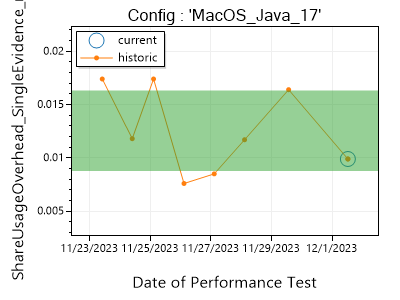 Config : 'MacOS_Java_17'
current
historic
0.02
0.015
0.01
0.005
ShareUsageOverhead_SingleEvidence_
11/23/2023
11/25/2023
11/27/2023
11/29/2023
12/1/2023
Date of Performance Test